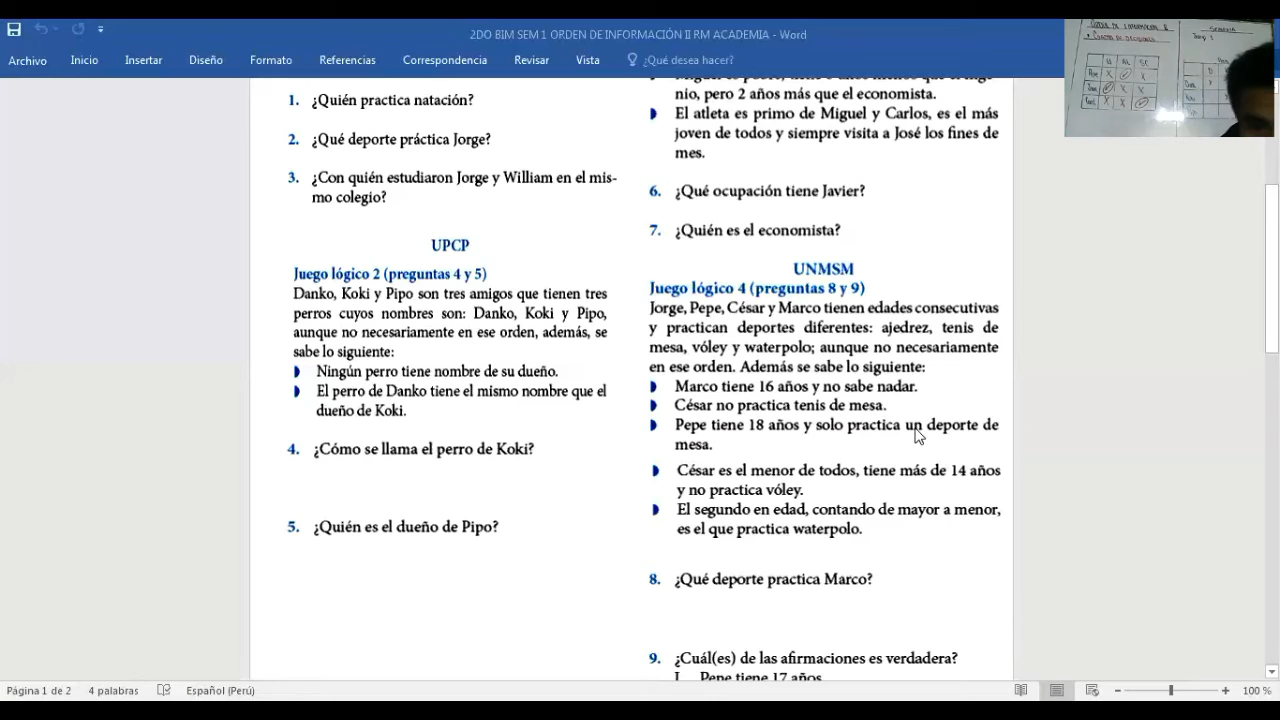 2DO BIM SEM 1 ORDEN DE INFORMACIÓN II RM ACADEMIA - Word
Archivo Inicio Insertar Diseño Formato Referencias Correspondencia Revisar Vista ¿Qué desea hacer?
1. ¿Quién practica natación?
2. ¿Qué deporte práctica Jorge?
3. ¿Con quién estudiaron Jorge y William en el mis-
mo colegio?
UPCP
Juego lógico 2 (preguntas 4 y 5)
Danko, Koki y Pipo son tres amigos que tienen tres
perros cuyos nombres son: Danko, Koki y Pipo,
aunque no necesariamente en ese orden, además, se
sabe lo siguiente:
Ningún perro tiene nombre de su dueño.
El perro de Danko tiene el mismo nombre que el
dueño de Koki.
4. ¿Cómo se llama el perro de Koki?
5. ¿Quién es el dueño de Pipo?
nio, pero 2 años más que el economista.
El atleta es primo de Miguel y Carlos, es el más
joven de todos y siempre visita a José los fines de
mes.
6. ¿Qué ocupación tiene Javier?
7. ¿Quién es el economista?
UNMSM
Juego lógico 4 (preguntas 8 y 9)
Jorge, Pepe, César y Marco tienen edades consecutivas
y practican deportes diferentes: ajedrez, tenis de
mesa, vóley y waterpolo; aunque no necesariamente
en ese orden. Además se sabe lo siguiente:
Marco tiene 16 años y no sabe nadar.
César no practica tenis de mesa.
Pepe tiene 18 años y solo practica un deporte de
mesa.
César es el menor de todos, tiene más de 14 años
y no practica vóley.
El segundo en edad, contando de mayor a menor,
es el que practica waterpolo.
8. ¿Qué deporte practica Marco?
9. ¿Cuál(es) de las afirmaciones es verdadera?
I. Pepe tiene 17 años
Página 1 de 2 4 palabras Español (Perú) 100 %